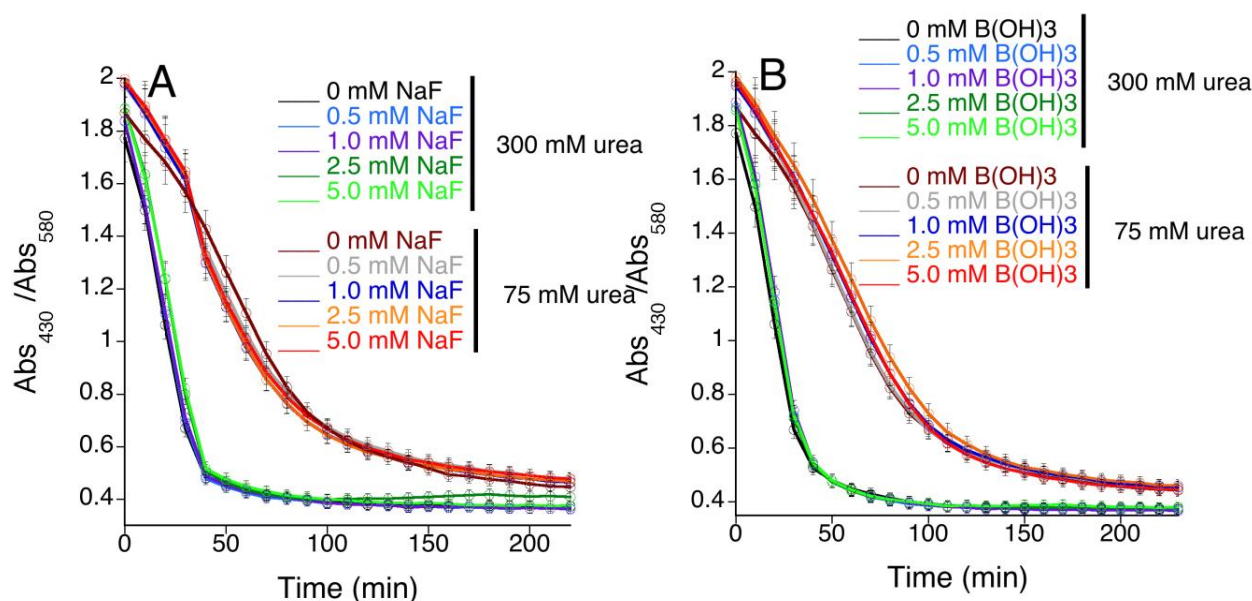 A
2
1.8
1.6
1.4
1.2
1
0.8
0.6
0.4
0
50
100
150
200
Abs430 /Abs580
Time (min)
0 mM NaF
0.5 mM NaF
1.0 mM NaF
2.5 mM NaF
5.0 mM NaF
300 mM urea
0 mM NaF
0.5 mM NaF
1.0 mM NaF
2.5 mM NaF
5.0 mM NaF
75 mM urea
B
0 mM B(OH)3
0.5 mM B(OH)3
1.0 mM B(OH)3
2.5 mM B(OH)3
5.0 mM B(OH)3
300 mM urea
0 mM B(OH)3
0.5 mM B(OH)3
1.0 mM B(OH)3
2.5 mM B(OH)3
5.0 mM B(OH)3
75 mM urea
2
1.8
1.6
1.4
1.2
1
0.8
0.6
0.4
0
50
100
150
200
Abs430 /Abs580
Time (min)